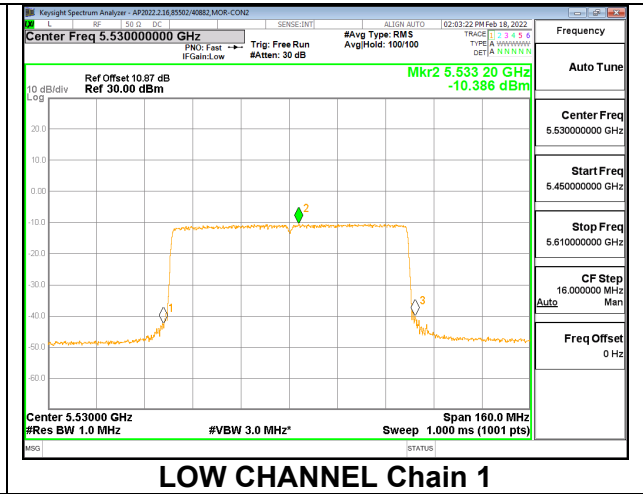 Keysight Spectrum Analyzer - AP2022.2.16,85502/40882,MOR-CON2
L RF 50 Ω DC SENSE:INT ALIGN AUTO 02:03:22 PM Feb 18, 2022
Center Freq 5.530000000 GHz
PNO: Fast
IFGain:Low
Trig: Free Run
#Atten: 30 dB
#Avg Type: RMS
Avg|Hold: 100/100
TRACE 1 2 3 4 5 6
TYPE A WWWWW
DET A N N N N N
Frequency
Auto Tune
Center Freq
5.530000000 GHz
Start Freq
5.450000000 GHz
Stop Freq
5.610000000 GHz
CF Step
16.000000 MHz
Auto Man
Freq Offset
0 Hz
Mkr2 5.533 20 GHz
-10.386 dBm
Ref Offset 10.87 dB
10 dB/div Ref 30.00 dBm
Log
20.0
10.0
0.00
-10.0
-20.0
-30.0
-40.0
-50.0
-60.0
2
1
3
Center 5.53000 GHz Span 160.0 MHz
#Res BW 1.0 MHz #VBW 3.0 MHz* Sweep 1.000 ms (1001 pts)
MSG STATUS
LOW CHANNEL Chain 1